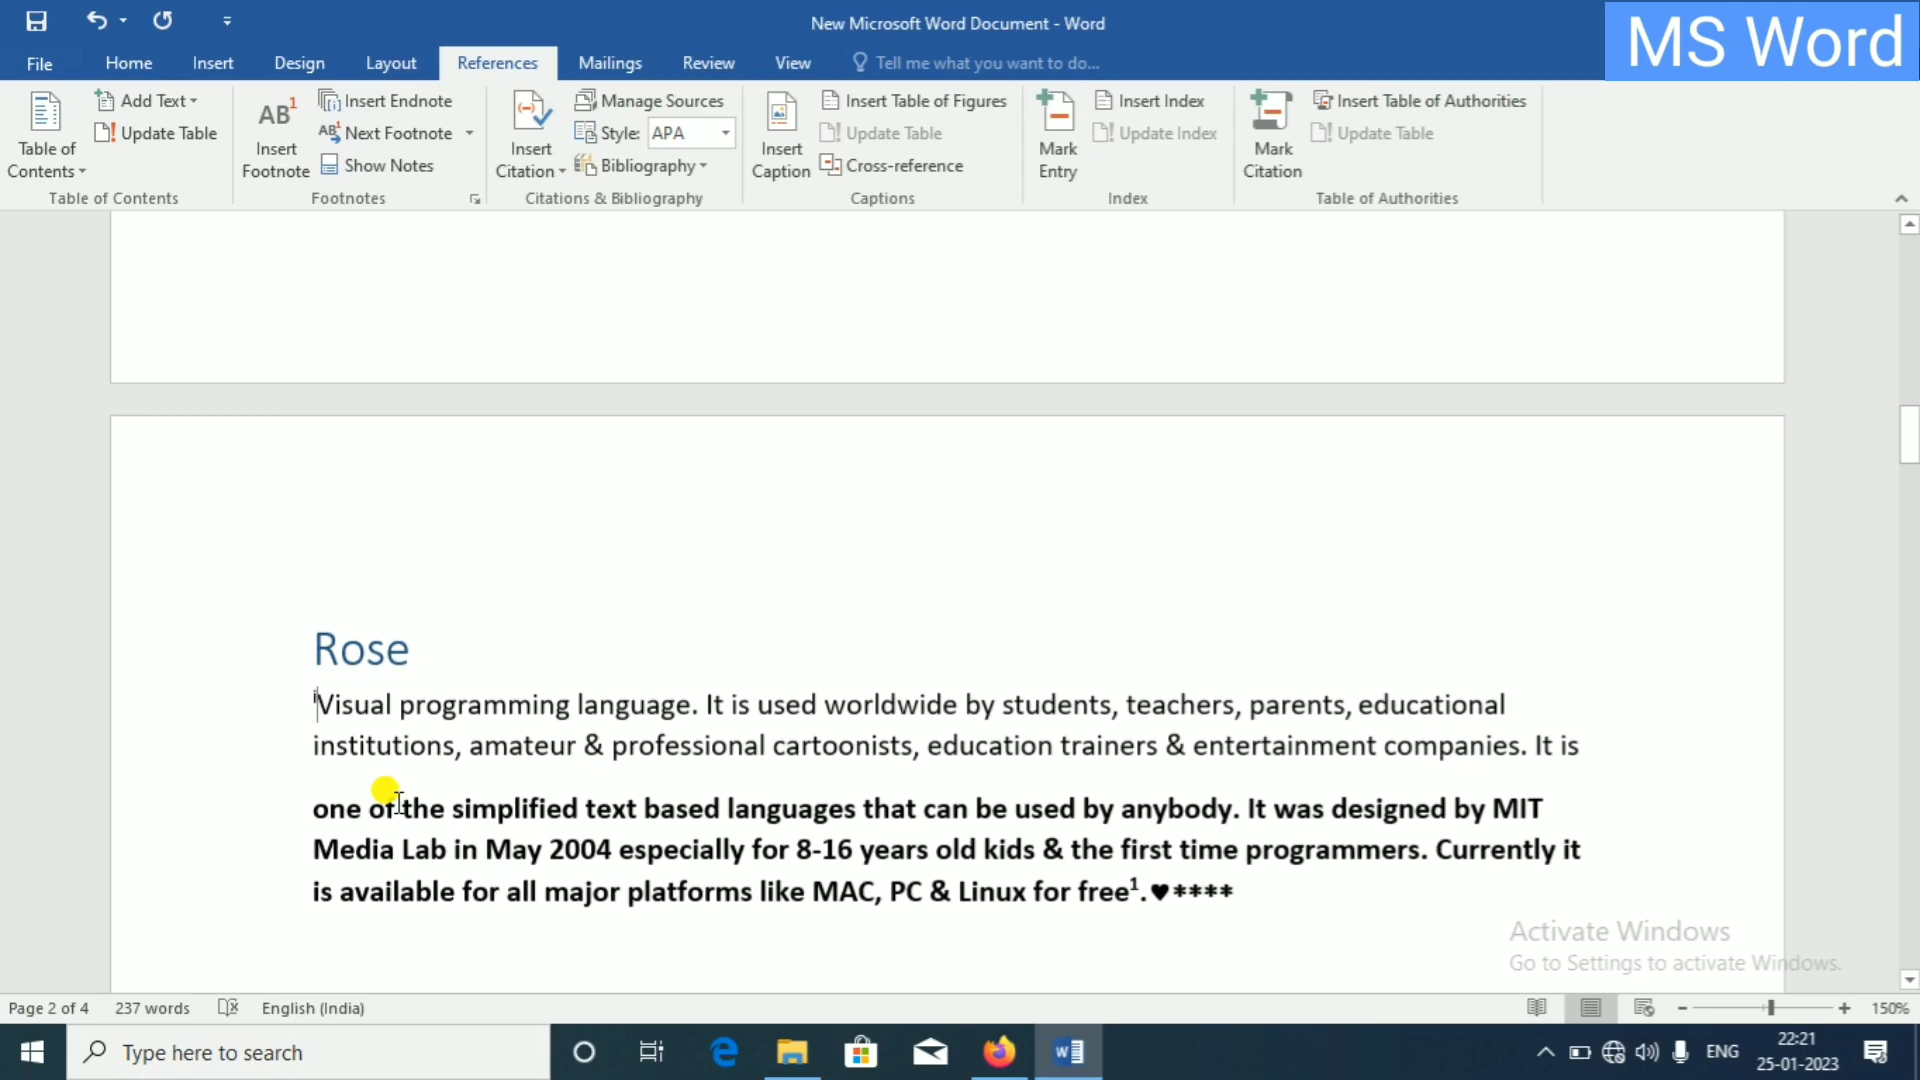 New Microsoft Word Document - Word
MS Word
File Home Insert Design Layout References Mailings Review View Tell me what you want to do...
Table of Contents
Add Text
Update Table
Table of Contents
AB1
Insert Footnote
Insert Endnote
AB1 Next Footnote
Show Notes
Footnotes
Insert Citation
Manage Sources
Style: APA
Bibliography
Citations & Bibliography
Insert Caption
Insert Table of Figures
Update Table
Cross-reference
Captions
Mark Entry
Insert Index
Update Index
Index
Mark Citation
Insert Table of Authorities
Update Table
Table of Authorities
Rose
iVisual programming language. It is used worldwide by students, teachers, parents, educational
institutions, amateur & professional cartoonists, education trainers & entertainment companies. It is
one of the simplified text based languages that can be used by anybody. It was designed by MIT
Media Lab in May 2004 especially for 8-16 years old kids & the first time programmers. Currently it
is available for all major platforms like MAC, PC & Linux for free1.♥****
Activate Windows
Go to Settings to activate Windows.
Page 2 of 4 237 words English (India) 150%
Type here to search
ENG
22:21
25-01-2023